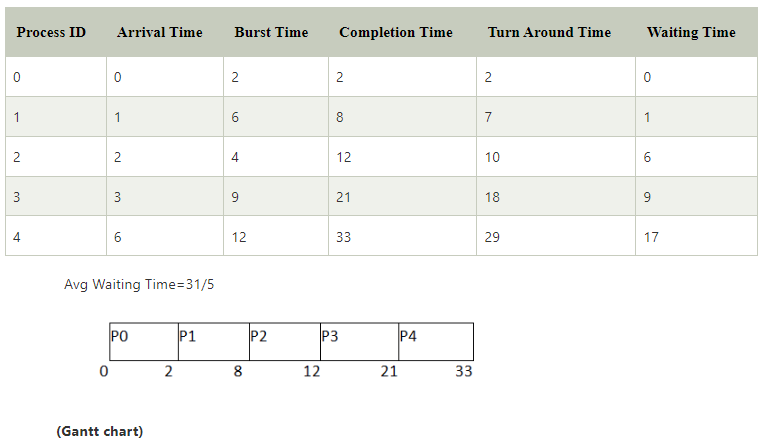 Process ID Arrival Time Burst Time Completion Time Turn Around Time Waiting Time
0 0 2 2 2 0
1 1 6 8 7 1
2 2 4 12 10 6
3 3 9 21 18 9
4 6 12 33 29 17
Avg Waiting Time=31/5
P0 P1 P2 P3 P4
0 2 8 12 21 33
(Gantt chart)